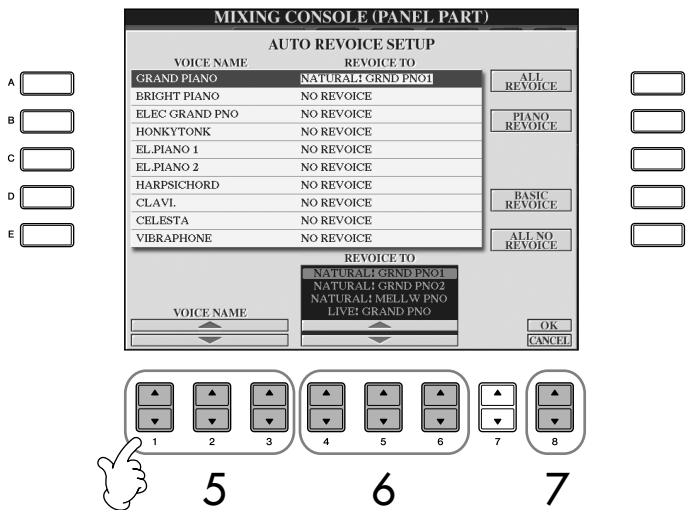 MIXING CONSOLE (PANEL PART)
AUTO REVOICE SETUP
VOICE NAME REVOICE TO
GRAND PIANO NATURAL! GRND PNO1
BRIGHT PIANO NO REVOICE
ELEC GRAND PNO NO REVOICE
HONKYTONK NO REVOICE
EL.PIANO 1 NO REVOICE
EL.PIANO 2 NO REVOICE
HARPSICHORD NO REVOICE
CLAVI. NO REVOICE
CELESTA NO REVOICE
VIBRAPHONE NO REVOICE
ALL
REVOICE
PIANO
REVOICE
BASIC
REVOICE
ALL NO
REVOICE
A
B
C
D
E
REVOICE TO
NATURAL! GRND PNO1
NATURAL! GRND PNO2
NATURAL! MELLW PNO
LIVE! GRAND PNO
VOICE NAME
OK
CANCEL
1 2 3 4 5 6 7 8
5 6 7